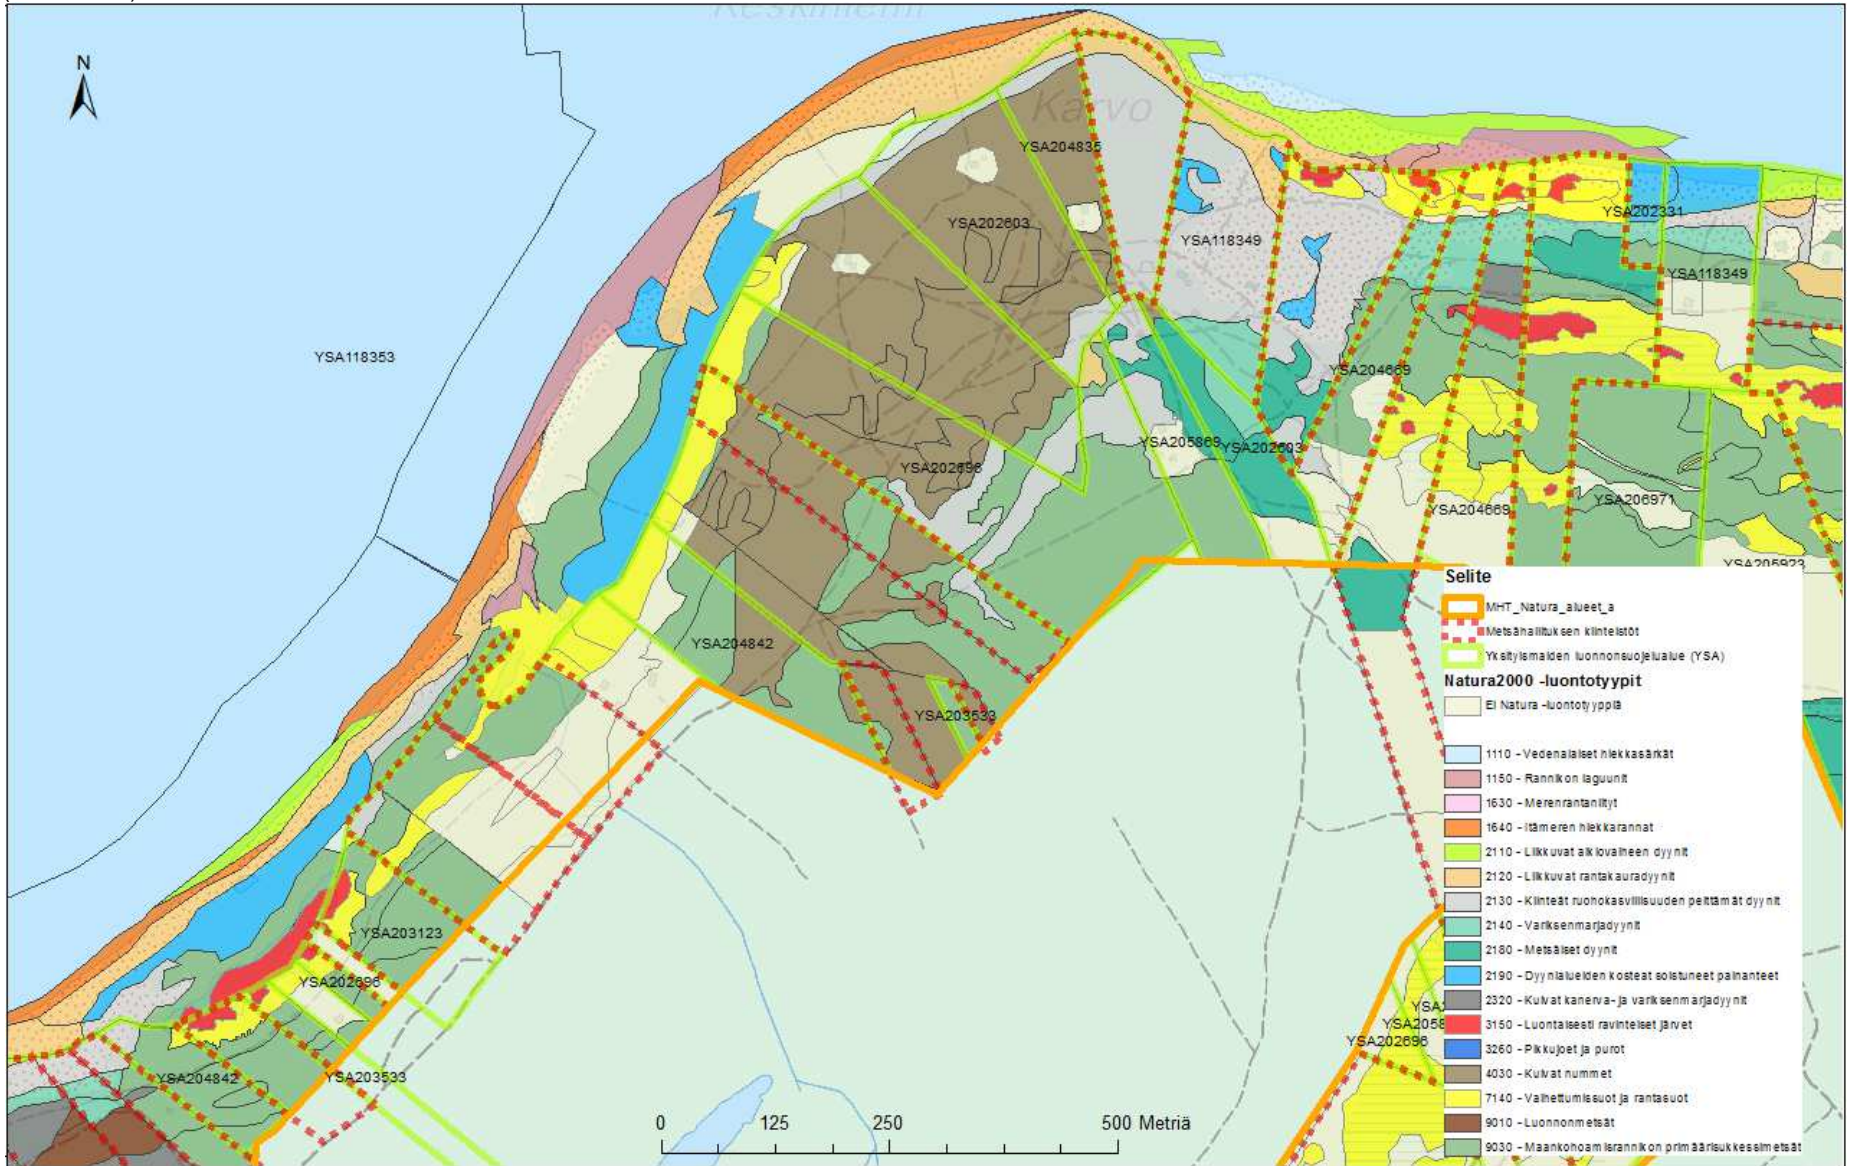 Keskiniemi
N
Karvo
YSA204835
YSA202603
YSA202331
YSA118349
YSA118349
YSA118353
YSA204669
YSA205869
YSA202603
YSA202696
YSA206971
YSA204669
YSA205923
YSA204842
YSA203533
YSA203123
YSA202696
YSA204842
YSA203533
YSA2058
YSA202696
0 125 250 500 Metriä
Selite
MHT_Natura_alueet_a
Metsähallituksen kiinteistöt
Yksityismaiden luonnonsuojelualue (YSA)
Natura2000 -luontotyypit
Ei Natura -luontotyyppiä
1110 - Vedenalaiset hiekkasärkät
1150 - Rannikon laguunit
1630 - Merenrantaniityt
1640 - Itämeren hiekkarannat
2110 - Liikkuvat alkiovaiheen dyynit
2120 - Liikkuvat rantakauradyynit
2130 - Kiinteät ruohokasvillisuuden peittämät dyynit
2140 - Variksenmarjadyynit
2180 - Metsäiset dyynit
2190 - Dyynialueiden kosteat soistuneet painanteet
2320 - Kuivat kanerva- ja variksenmarjadyynit
3150 - Luontaisesti ravinteiset järvet
3260 - Pikkujoet ja purot
4030 - Kuivat nummet
7140 - Vaihettumissuot ja rantasuot
9010 - Luonnonmetsät
9030 - Maankohoamisrannikon primäärisukkessiometsät